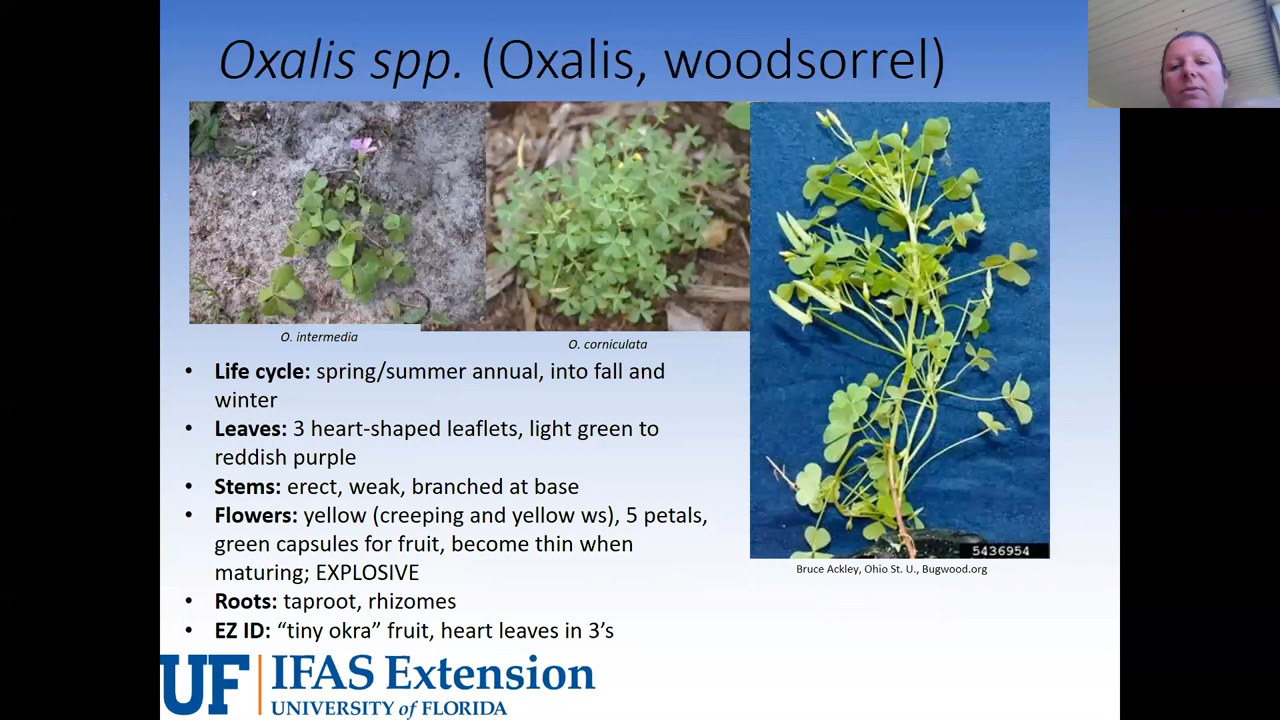 Oxalis spp. (Oxalis, woodsorrel)
O. intermedia
O. corniculata
• Life cycle: spring/summer annual, into fall and
winter
• Leaves: 3 heart-shaped leaflets, light green to
reddish purple
• Stems: erect, weak, branched at base
• Flowers: yellow (creeping and yellow ws), 5 petals,
green capsules for fruit, become thin when
maturing; EXPLOSIVE
• Roots: taproot, rhizomes
• EZ ID: “tiny okra” fruit, heart leaves in 3’s
5436954
Bruce Ackley, Ohio St. U., Bugwood.org
UF IFAS Extension
UNIVERSITY of FLORIDA